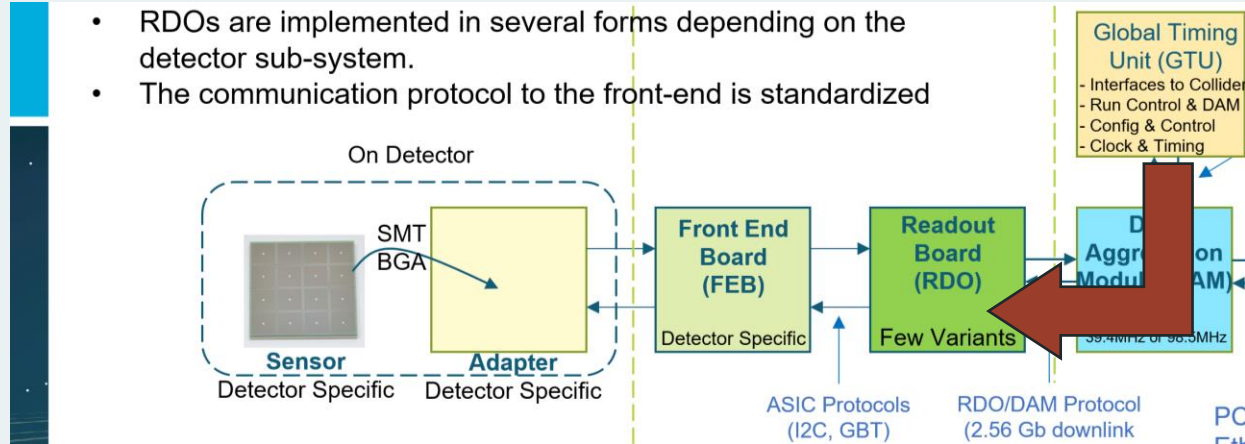 • RDOs are implemented in several forms depending on the
detector sub-system.
• The communication protocol to the front-end is standardized
Global Timing
Unit (GTU)
- Interfaces to Collider
- Run Control & DAM
- Config & Control
- Clock & Timing
On Detector
SMT
BGA
Sensor
Detector Specific
Adapter
Detector Specific
Front End
Board
(FEB)
Detector Specific
Readout
Board
(RDO)
Few Variants
ASIC Protocols
(I2C, GBT)
RDO/DAM Protocol
(2.56 Gb downlink